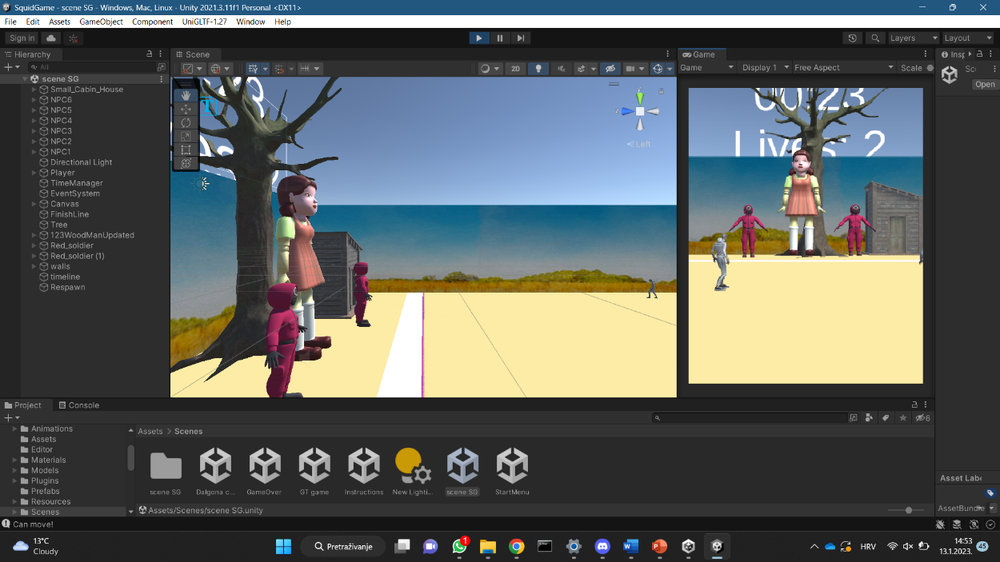 SquidGame - scene SG - Windows, Mac, Linux - Unity 2021.3.11f1 Personal <DX11>
File Edit Assets GameObject Component UniGLTF-1.27 Window Help
Sign in
Layers Layout
Hierarchy
All
scene SG
Small_Cabin_House
NPC6
NPC5
NPC4
NPC3
NPC2
NPC1
Directional Light
Player
TimeManager
EventSystem
Canvas
FinishLine
Tree
123WoodManUpdated
Red_soldier
Red_soldier (1)
walls
timeline
Respawn
Scene
2D
Left
Game
Game Display 1 Free Aspect Scale
00:23
Lives: 2
Insp
Open
Project Console
6
Animations
Assets
Editor
Materials
Models
Plugins
Prefabs
Resources
Scenes
Assets > Scenes
scene SG Dalgona c... GameOver GT game Instructions New Lighti... scene SG StartMenu
Assets/Scenes/scene SG.unity
Asset Labe
AssetBundle
Can move!
13°C
Cloudy
Pretraživanje
1
HRV
14:53
13.1.2023.
45